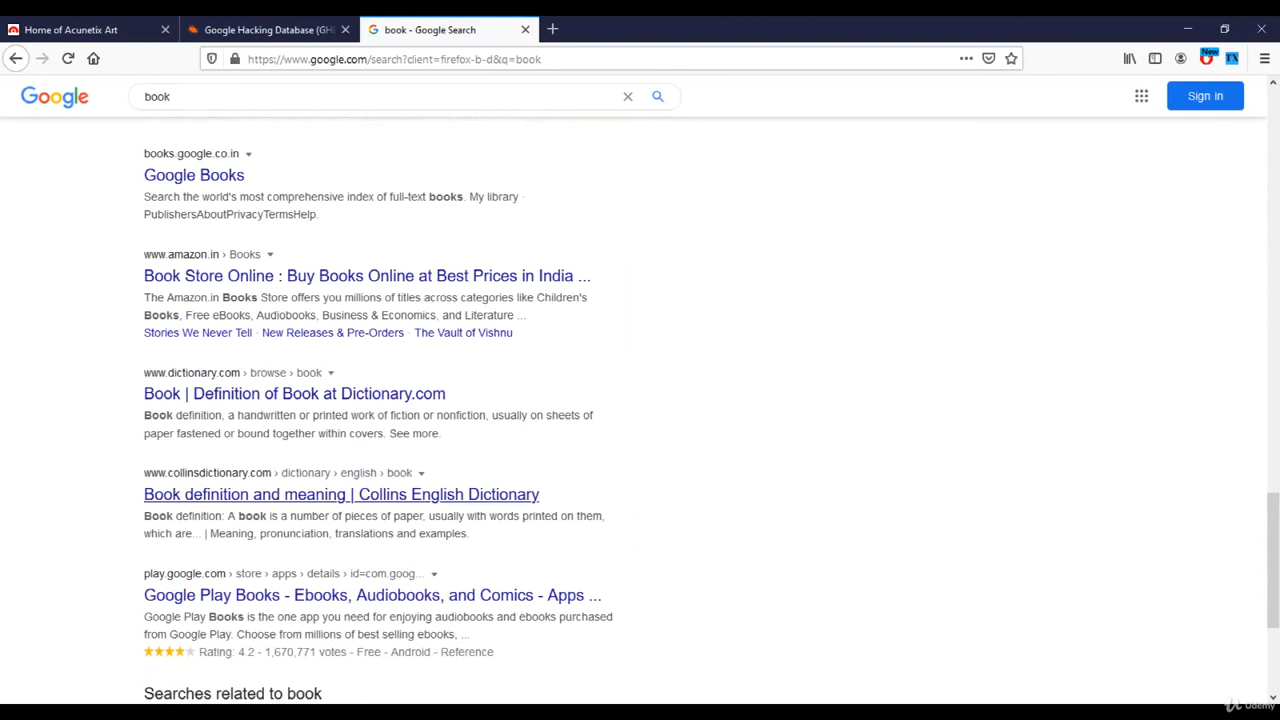 Home of Acunetix Art
Google Hacking Database (GH
book - Google Search
https://www.google.com/search?client=firefox-b-d&q=book
New
TX
Google
book
Sign in
books.google.co.in
Google Books
Search the world's most comprehensive index of full-text books. My library ·
PublishersAboutPrivacyTermsHelp.
www.amazon.in › Books
Book Store Online : Buy Books Online at Best Prices in India ...
The Amazon.in Books Store offers you millions of titles across categories like Children's
Books, Free eBooks, Audiobooks, Business & Economics, and Literature ...
Stories We Never Tell · New Releases & Pre-Orders · The Vault of Vishnu
www.dictionary.com › browse › book
Book | Definition of Book at Dictionary.com
Book definition, a handwritten or printed work of fiction or nonfiction, usually on sheets of
paper fastened or bound together within covers. See more.
www.collinsdictionary.com › dictionary › english › book
Book definition and meaning | Collins English Dictionary
Book definition: A book is a number of pieces of paper, usually with words printed on them,
which are... | Meaning, pronunciation, translations and examples.
play.google.com › store › apps › details › id=com.goog...
Google Play Books - Ebooks, Audiobooks, and Comics - Apps ...
Google Play Books is the one app you need for enjoying audiobooks and ebooks purchased
from Google Play. Choose from millions of best selling ebooks, ...
Rating: 4.2 - 1,670,771 votes - Free - Android - Reference
Searches related to book
Udemy